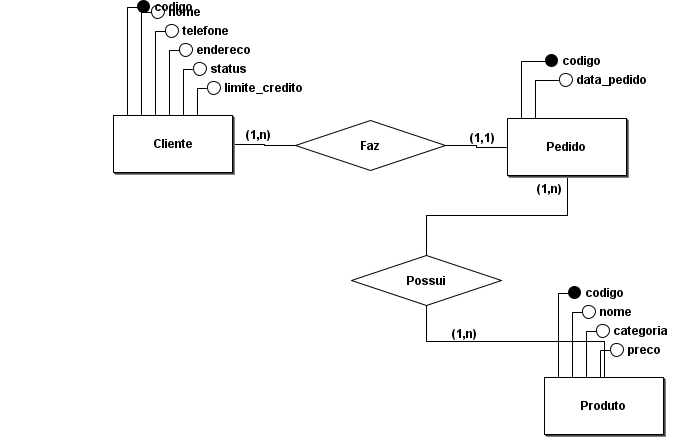 codigo
nome
telefone
endereco
status
limite_credito
Cliente
(1,n)
Faz
(1,1)
codigo
data_pedido
Pedido
(1,n)
Possui
(1,n)
codigo
nome
categoria
preco
Produto